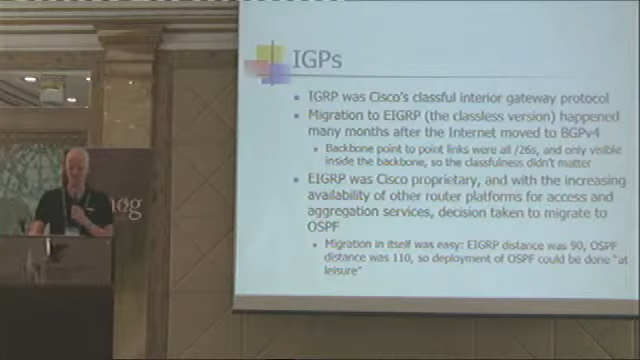 IGPs
IGRP was Cisco's classful interior gateway protocol
Migration to EIGRP (the classless version) happened
many months after the Internet moved to BGPv4
Backbone point to point links were all /26s, and only visible
inside the backbone, so the classfulness didn't matter
EIGRP was Cisco proprietary, and with the increasing
availability of other router platforms for access and
aggregation services, decision taken to migrate to
OSPF
Migration in itself was easy: EIGRP distance was 90, OSPF
distance was 110, so deployment of OSPF could be done "at
leisure"
nog